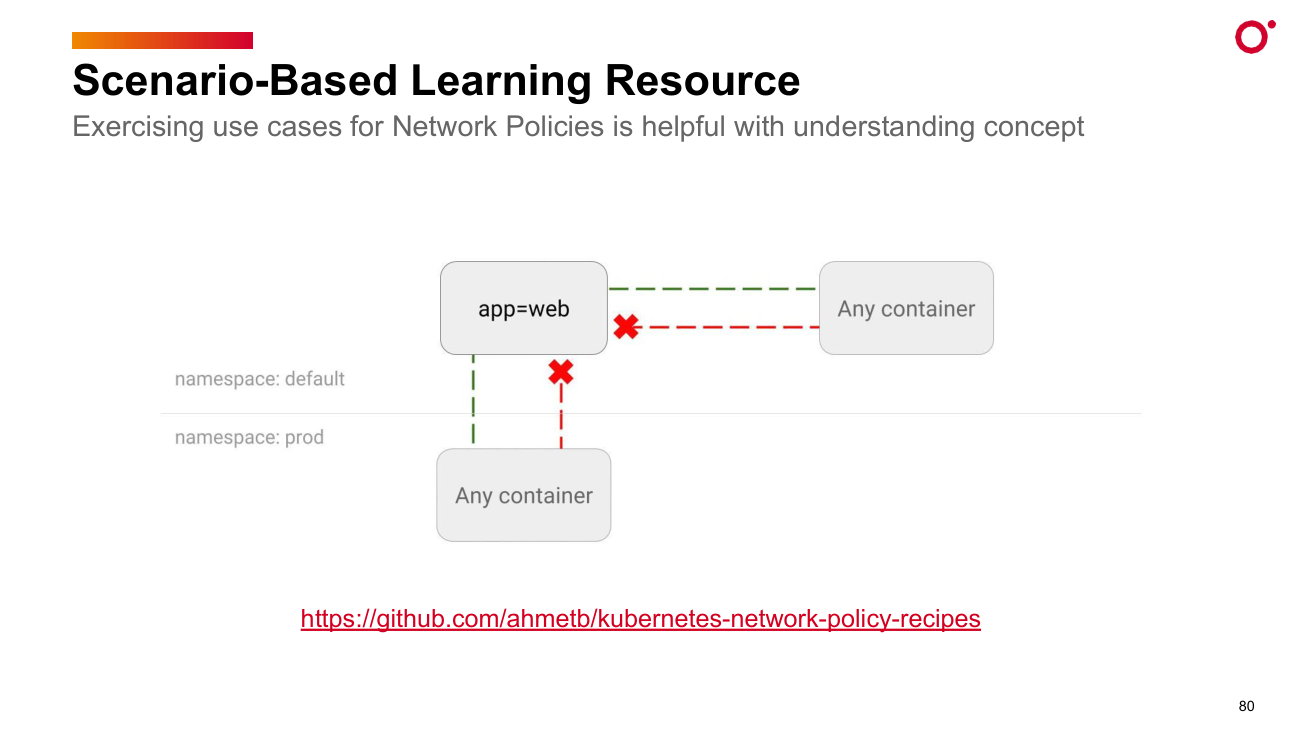 Scenario-Based Learning Resource
Exercising use cases for Network Policies is helpful with understanding concept
app=web
Any container
namespace: default
namespace: prod
Any container
https://github.com/ahmetb/kubernetes-network-policy-recipes
80